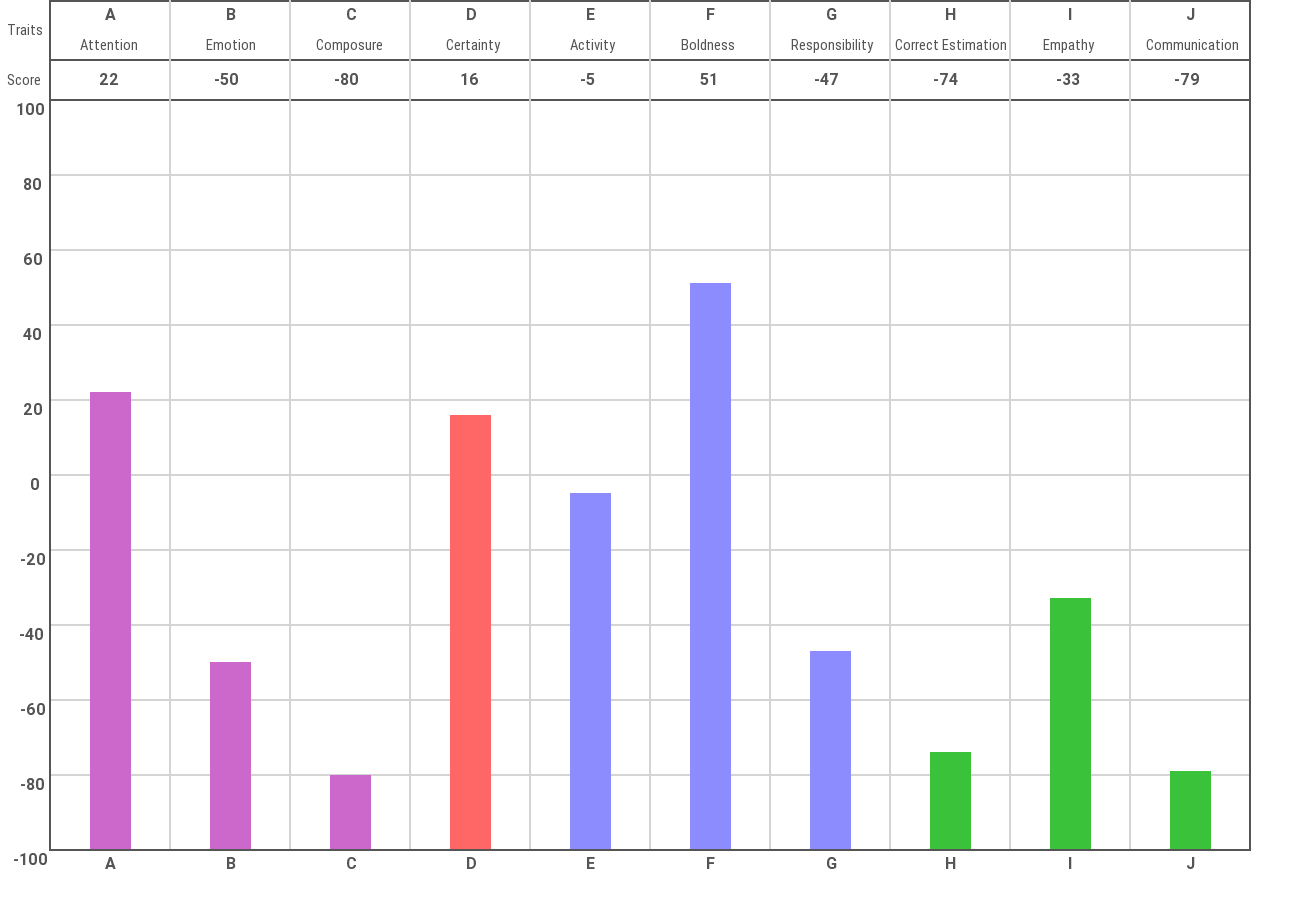 A B C D E F G H I J
Traits
Attention Emotion Composure Certainty Activity Boldness Responsibility Correct Estimation Empathy Communication
Score 22 -50 -80 16 -5 51 -47 -74 -33 -79
100
80
60
40
20
0
-20
-40
-60
-80
-100
A B C D E F G H I J